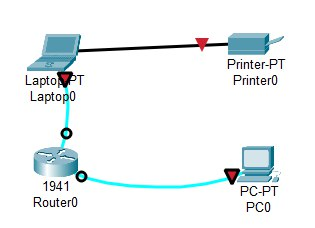 Laptop-PT
Laptop0
Printer-PT
Printer0
1941
Router0
PC-PT
PC0